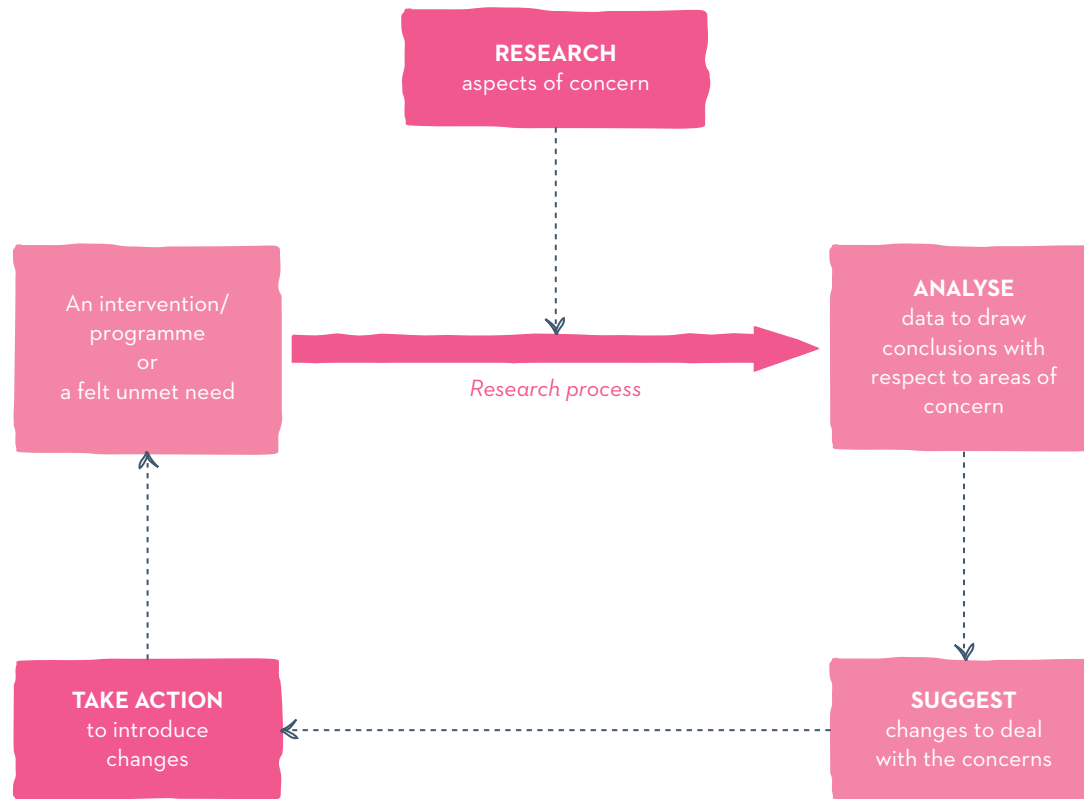 RESEARCH
aspects of concern
An intervention/
programme
or
a felt unmet need
Research process
ANALYSE
data to draw
conclusions with
respect to areas of
concern
TAKE ACTION
to introduce
changes
SUGGEST
changes to deal
with the concerns